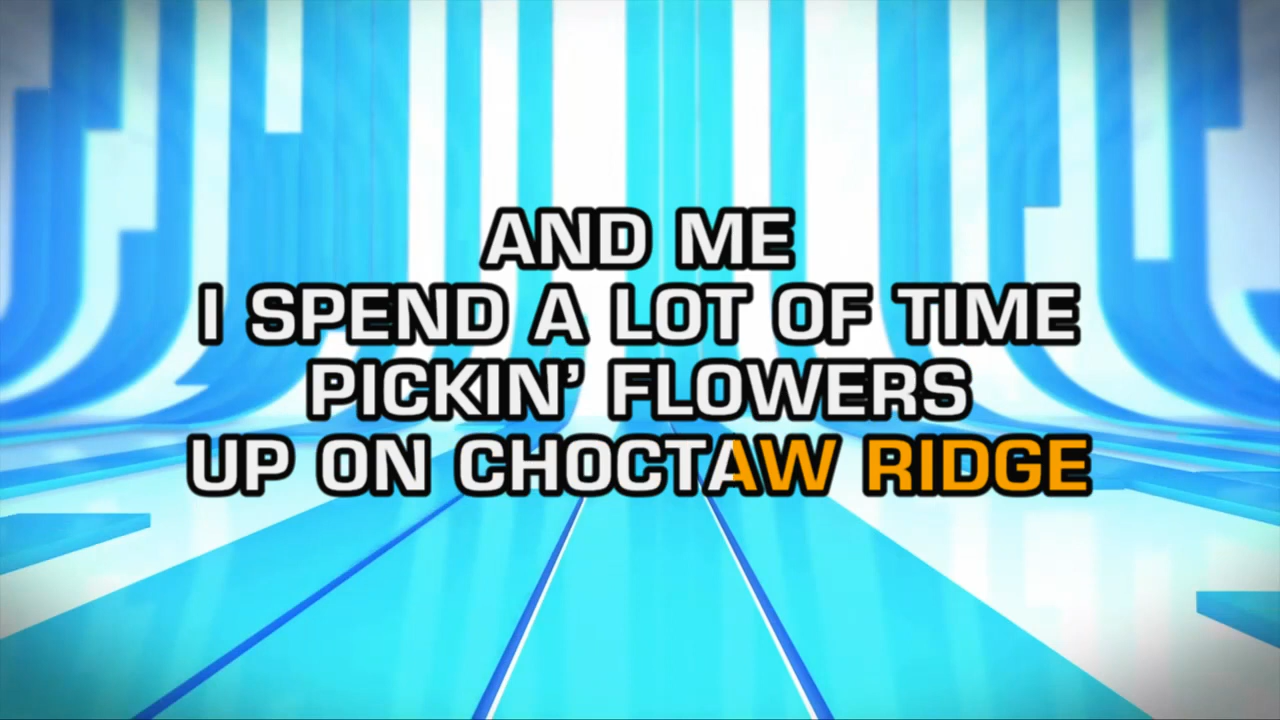 AND ME
I SPEND A LOT OF TIME
PICKIN’ FLOWERS
UP ON CHOCTAW RIDGE